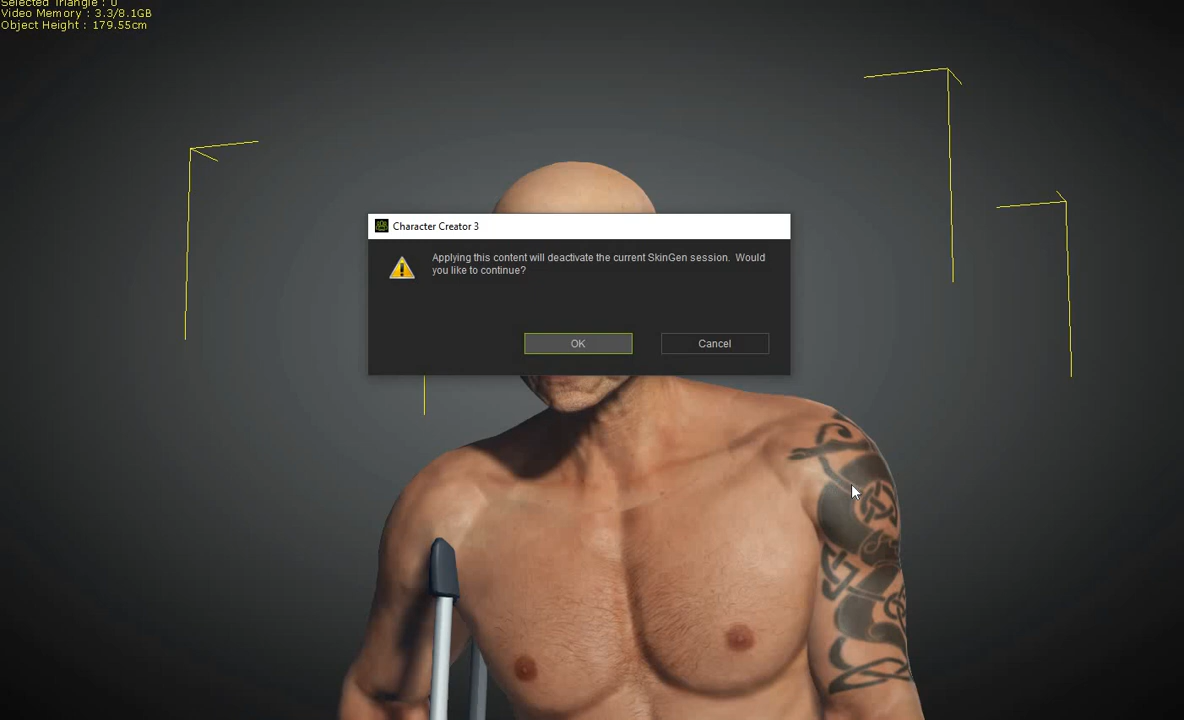 Selected Triangle : 0
Video Memory : 3.3/8.1GB
Object Height : 179.55cm
Character Creator 3
Applying this content will deactivate the current SkinGen session. Would
you like to continue?
OK
Cancel